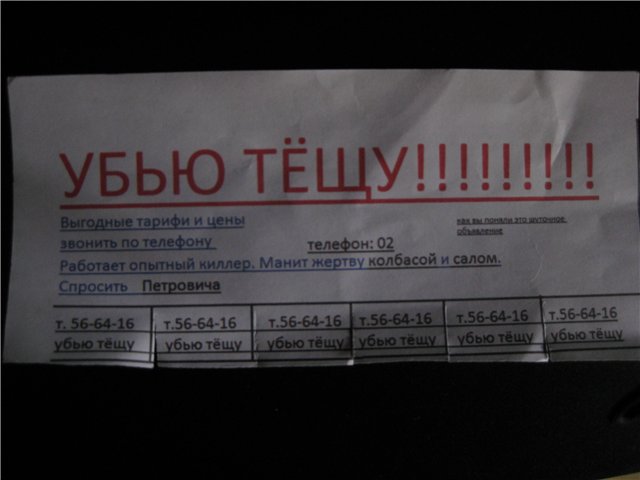 УБЬЮ ТЁЩУ!!!!!!!!!
Выгодные тарифи и цены
как вы поняли это шуточное
объявление
звонить по телефону телефон: 02
Работает опытный киллер. Манит жертву колбасой и салом.
Спросить Петровича
т. 56-64-16 т.56-64-16 т.56-64-16 т.56-64-16 т.56-64-16 т.56-64-16
убью тёщу убью тёщу убью тёщу убью тёщу убью тёщу убью тёщу